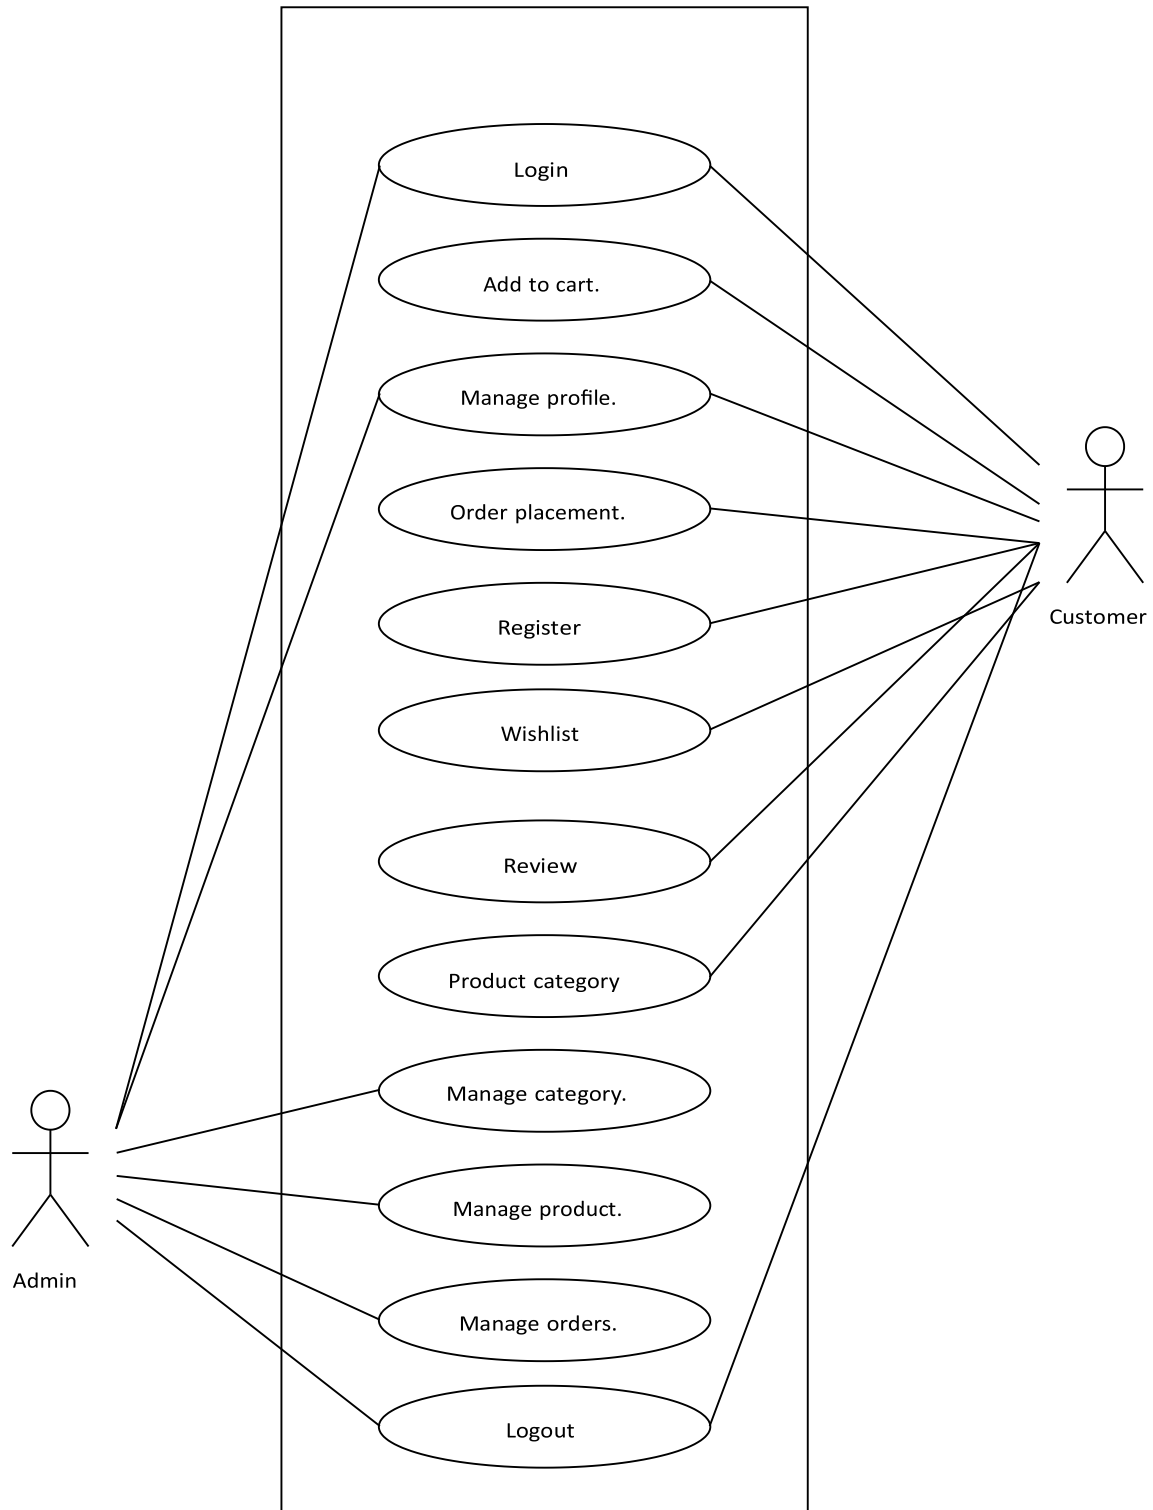 Login
Add to cart.
Manage profile.
Order placement.
Register
Customer
Wishlist
Review
Product category
Manage category.
Manage product.
Admin
Manage orders.
Logout